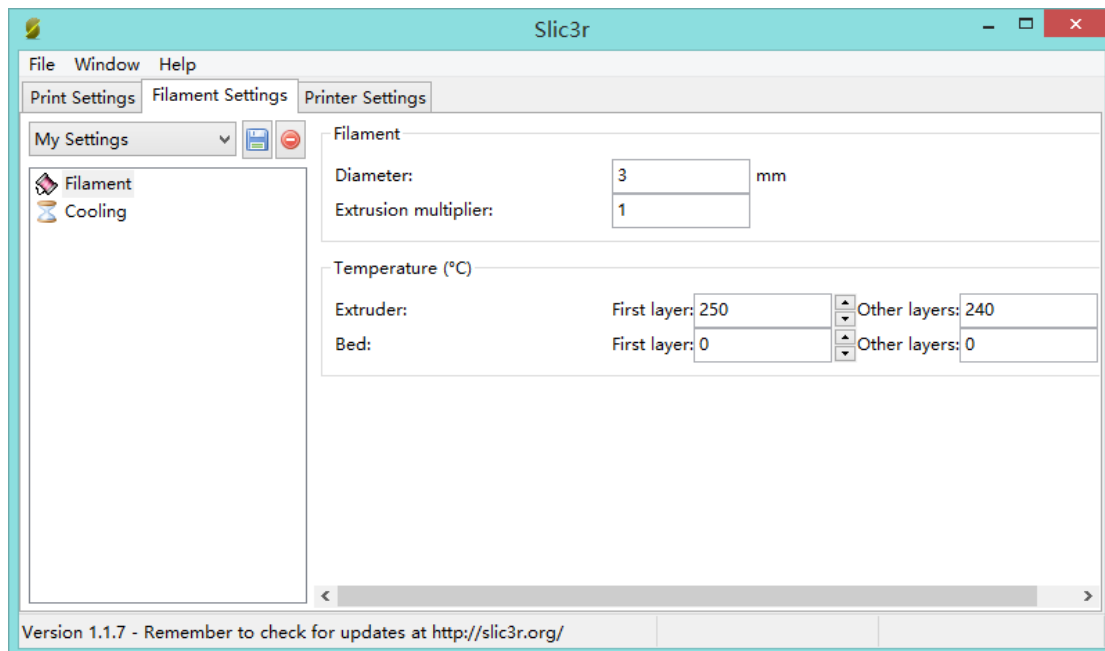 Slic3r
File Window Help
Print Settings Filament Settings Printer Settings
My Settings
Filament
Cooling
Filament
Diameter: 3 mm
Extrusion multiplier: 1
Temperature (°C)
Extruder: First layer: 250 Other layers: 240
Bed: First layer: 0 Other layers: 0
Version 1.1.7 - Remember to check for updates at http://slic3r.org/